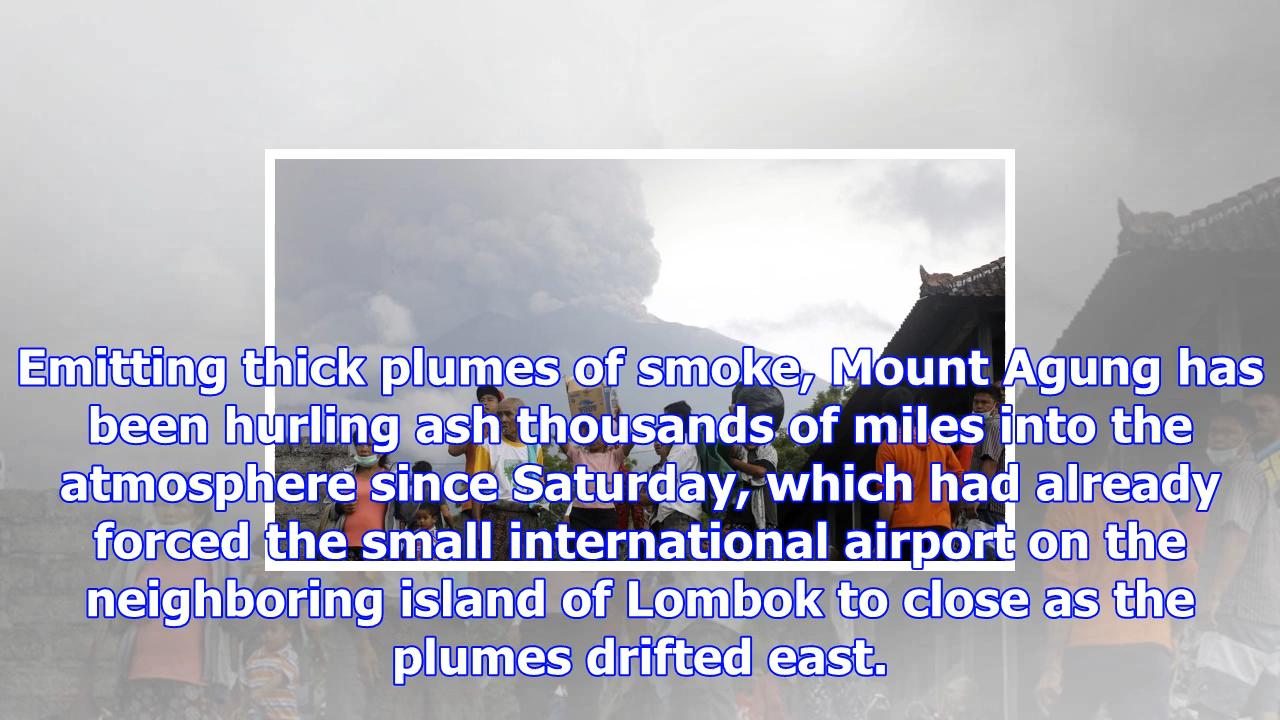 Emitting thick plumes of smoke, Mount Agung has
been hurling ash thousands of miles into the
atmosphere since Saturday, which had already
forced the small international airport on the
neighboring island of Lombok to close as the
plumes drifted east.